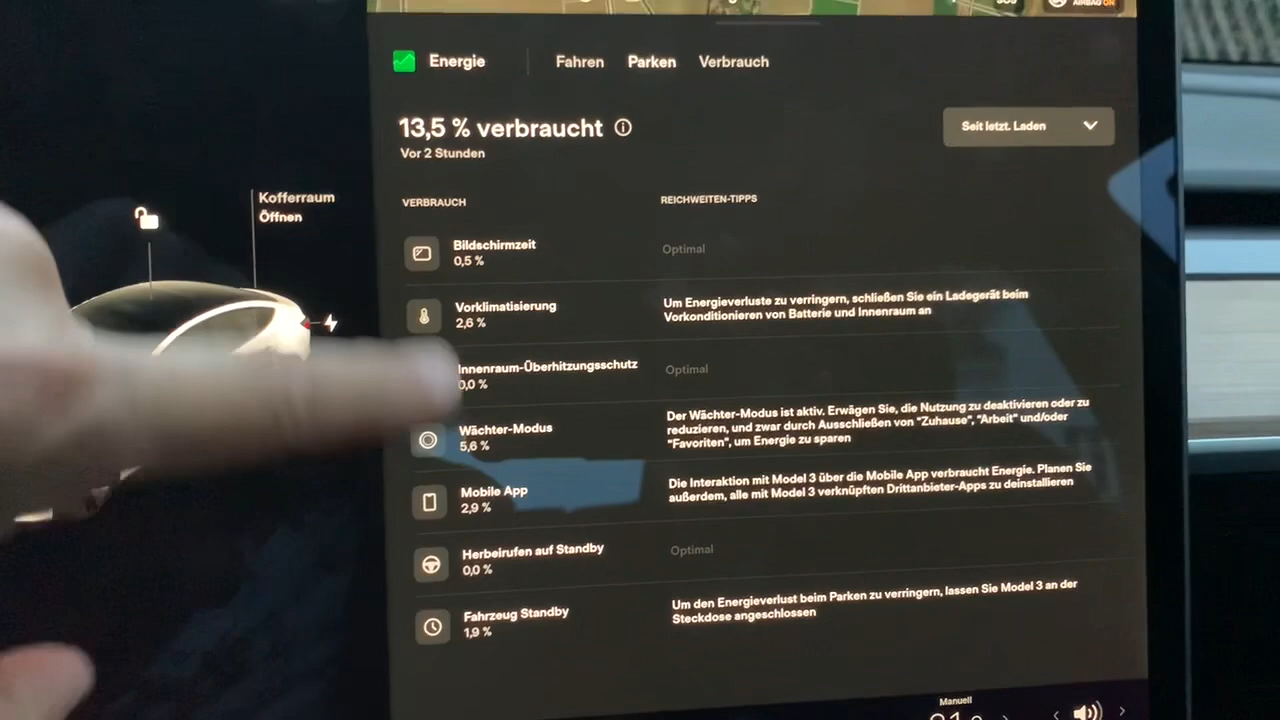 AIRBAG ON
Energie
Fahren
Parken
Verbrauch
13,5 % verbraucht
Seit letzt. Laden
Vor 2 Stunden
Kofferraum
Öffnen
VERBRAUCH
REICHWEITEN-TIPPS
Bildschirmzeit
0,5 %
Optimal
Vorklimatisierung
2,6 %
Um Energieverluste zu verringern, schließen Sie ein Ladegerät beim
Vorkonditionieren von Batterie und Innenraum an
Innenraum-Überhitzungsschutz
0,0 %
Optimal
Wächter-Modus
5,6 %
Der Wächter-Modus ist aktiv. Erwägen Sie, die Nutzung zu deaktivieren oder zu
reduzieren, und zwar durch Ausschließen von "Zuhause", "Arbeit" und/oder
"Favoriten", um Energie zu sparen
Mobile App
2,9 %
Die Interaktion mit Model 3 über die Mobile App verbraucht Energie. Planen Sie
außerdem, alle mit Model 3 verknüpften Drittanbieter-Apps zu deinstallieren
Herbeirufen auf Standby
0,0 %
Optimal
Fahrzeug Standby
1,9 %
Um den Energieverlust beim Parken zu verringern, lassen Sie Model 3 an der
Steckdose angeschlossen
Manuell